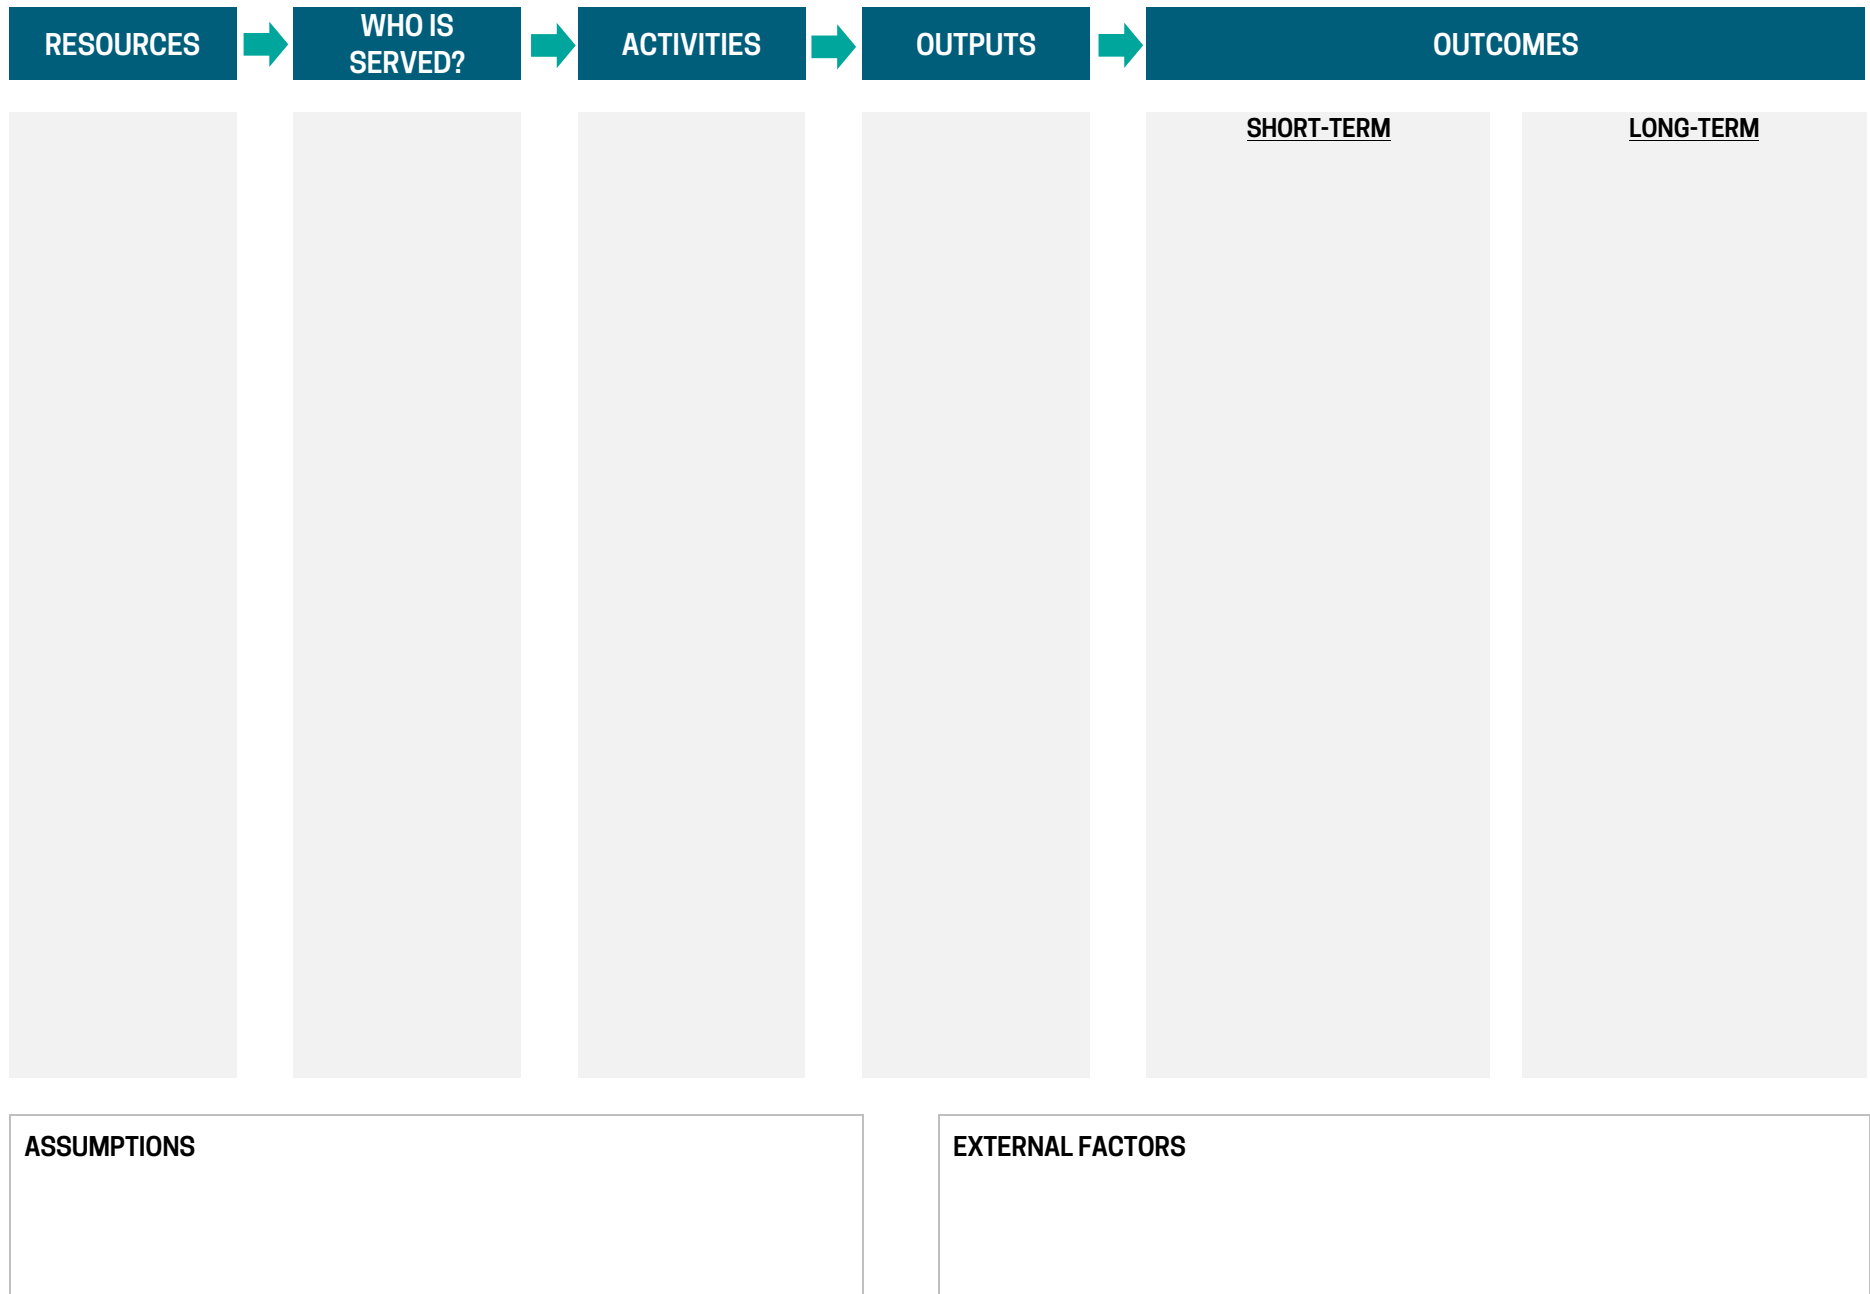 RESOURCES
WHO IS
SERVED?
ACTIVITIES
OUTPUTS
OUTCOMES
SHORT-TERM
LONG-TERM
ASSUMPTIONS
EXTERNAL FACTORS